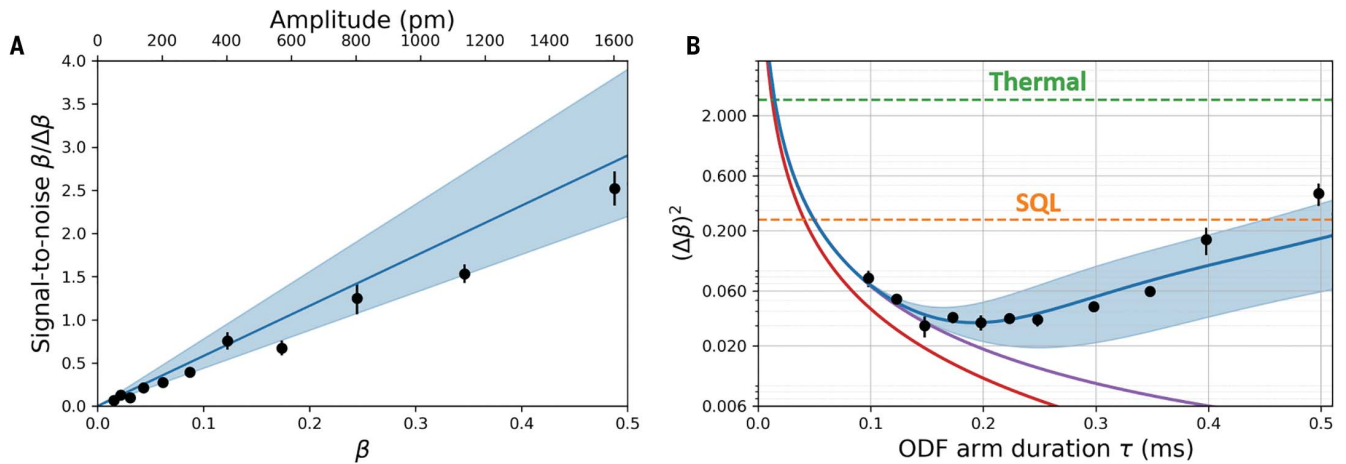 A
Amplitude (pm)
0 200 400 600 800 1000 1200 1400 1600
Signal-to-noise β/Δβ
4.0
3.5
3.0
2.5
2.0
1.5
1.0
0.5
0.0
0.0 0.1 0.2 0.3 0.4 0.5
β
B
(Δβ)²
2.000
0.600
0.200
0.060
0.020
0.006
Thermal
SQL
0.0 0.1 0.2 0.3 0.4 0.5
ODF arm duration τ (ms)